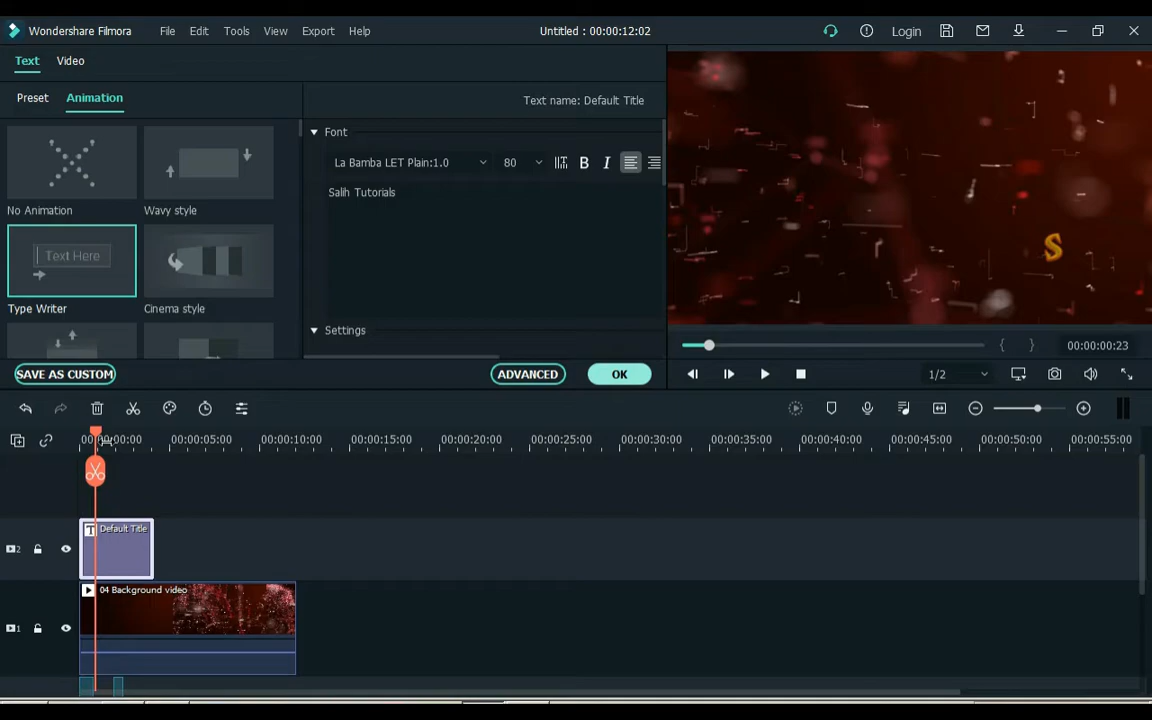 Wondershare Filmora File Edit Tools View Export Help Untitled : 00:00:12:02 Login
Text Video
Preset Animation
Text name: Default Title
Font
La Bamba LET Plain:1.0 80 B I
Salih Tutorials
No Animation Wavy style
Text Here
Type Writer Cinema style
Settings
S
00:00:00:23
SAVE AS CUSTOM ADVANCED OK
1/2
00:00:00:00 00:00:05:00 00:00:10:00 00:00:15:00 00:00:20:00 00:00:25:00 00:00:30:00 00:00:35:00 00:00:40:00 00:00:45:00 00:00:50:00 00:00:55:00
T Default Title
2
04 Background video
1